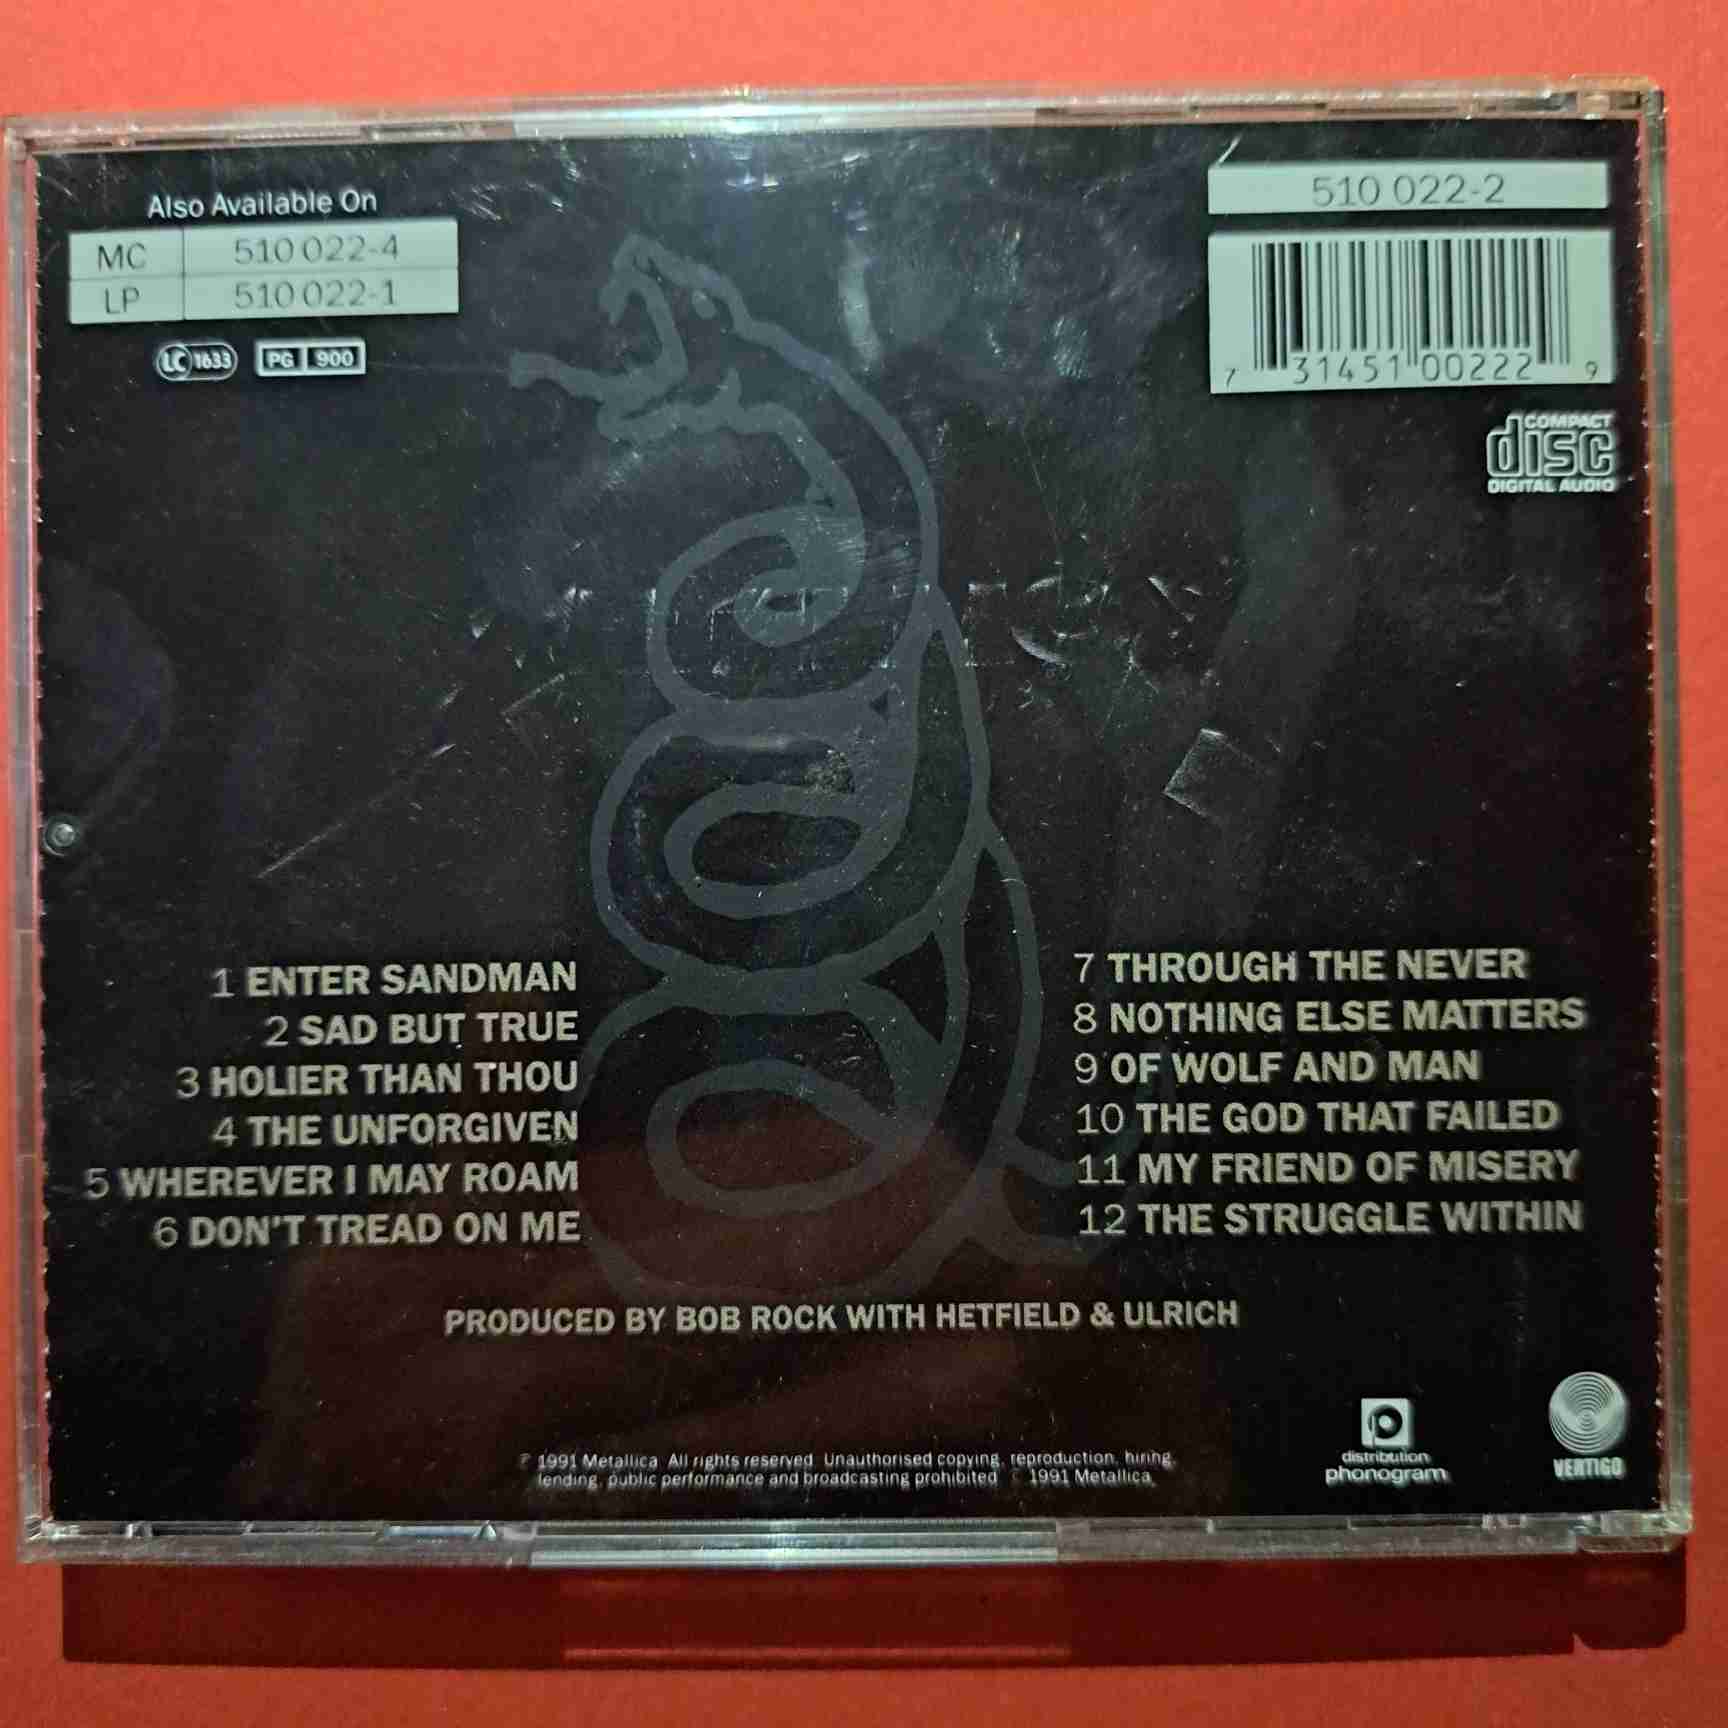 Also Available On
MC 510 022-4
LP 510 022-1
LC 1633 PG 900
510 022-2
7 31451 00222 9
COMPACT
disc
DIGITAL AUDIO
1 ENTER SANDMAN
2 SAD BUT TRUE
3 HOLIER THAN THOU
4 THE UNFORGIVEN
5 WHEREVER I MAY ROAM
6 DON'T TREAD ON ME
7 THROUGH THE NEVER
8 NOTHING ELSE MATTERS
9 OF WOLF AND MAN
10 THE GOD THAT FAILED
11 MY FRIEND OF MISERY
12 THE STRUGGLE WITHIN
PRODUCED BY BOB ROCK WITH HETFIELD & ULRICH
℗ 1991 Metallica. All rights reserved. Unauthorised copying, reproduction, hiring,
lending, public performance and broadcasting prohibited. © 1991 Metallica.
distribution
phonogram
VERTIGO